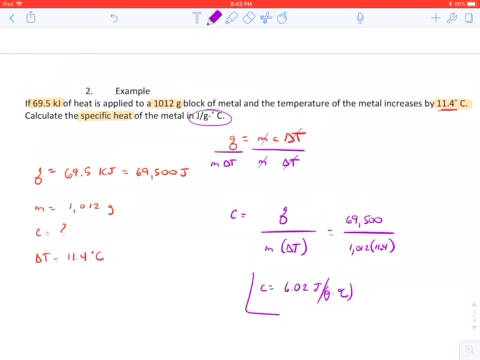 iPad
8:43 PM
88%
2. Example
If 69.5 kJ of heat is applied to a 1012 g block of metal and the temperature of the metal increases by 11.4° C.
Calculate the specific heat of the metal in J/g·° C.
q = m c ΔT
m ΔT m ΔT
q = 69.5 KJ = 69,500 J
m = 1,012 g
c = ?
ΔT = 11.4°C
c = q / m (ΔT) = 69,500 / 1,012(11.4)
c = 6.02 J/(g·°C)